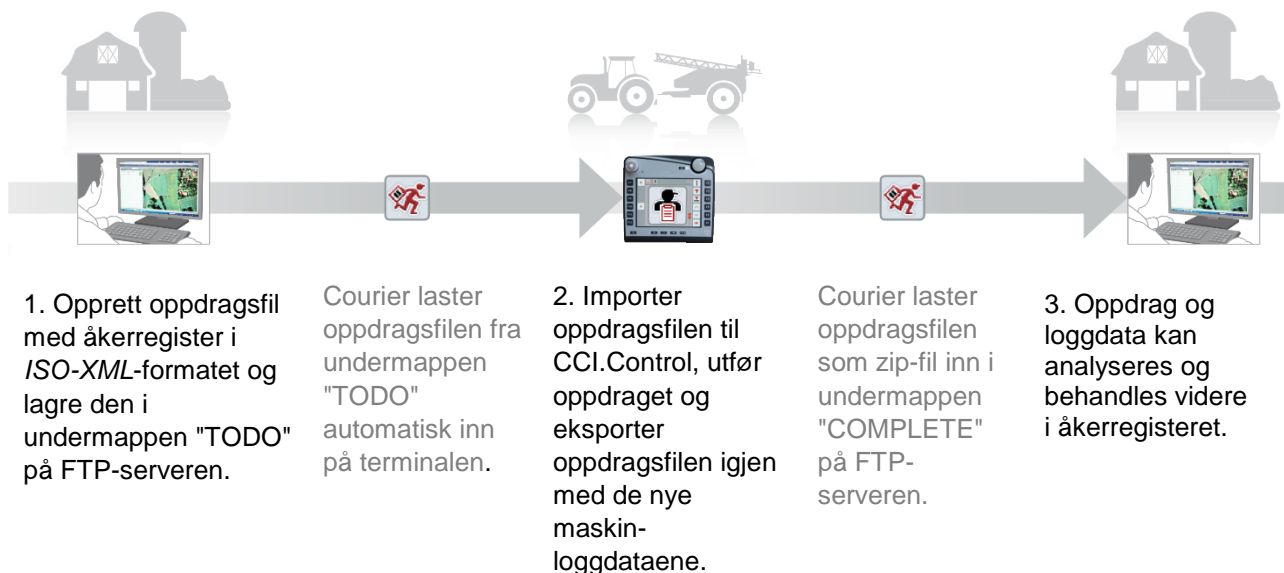 1. Opprett oppdragsfil
med åkerregister i
ISO-XML-formatet og
lagre den i
undermappen "TODO"
på FTP-serveren.
Courier laster
oppdragsfilen fra
undermappen
"TODO"
automatisk inn
på terminalen.
2. Importer
oppdragsfilen til
CCI.Control, utfør
oppdraget og
eksporter
oppdragsfilen igjen
med de nye
maskin-
loggdataene.
Courier laster
oppdragsfilen
som zip-fil inn i
undermappen
"COMPLETE"
på FTP-
serveren.
3. Oppdrag og
loggdata kan
analyseres og
behandles videre
i åkerregisteret.